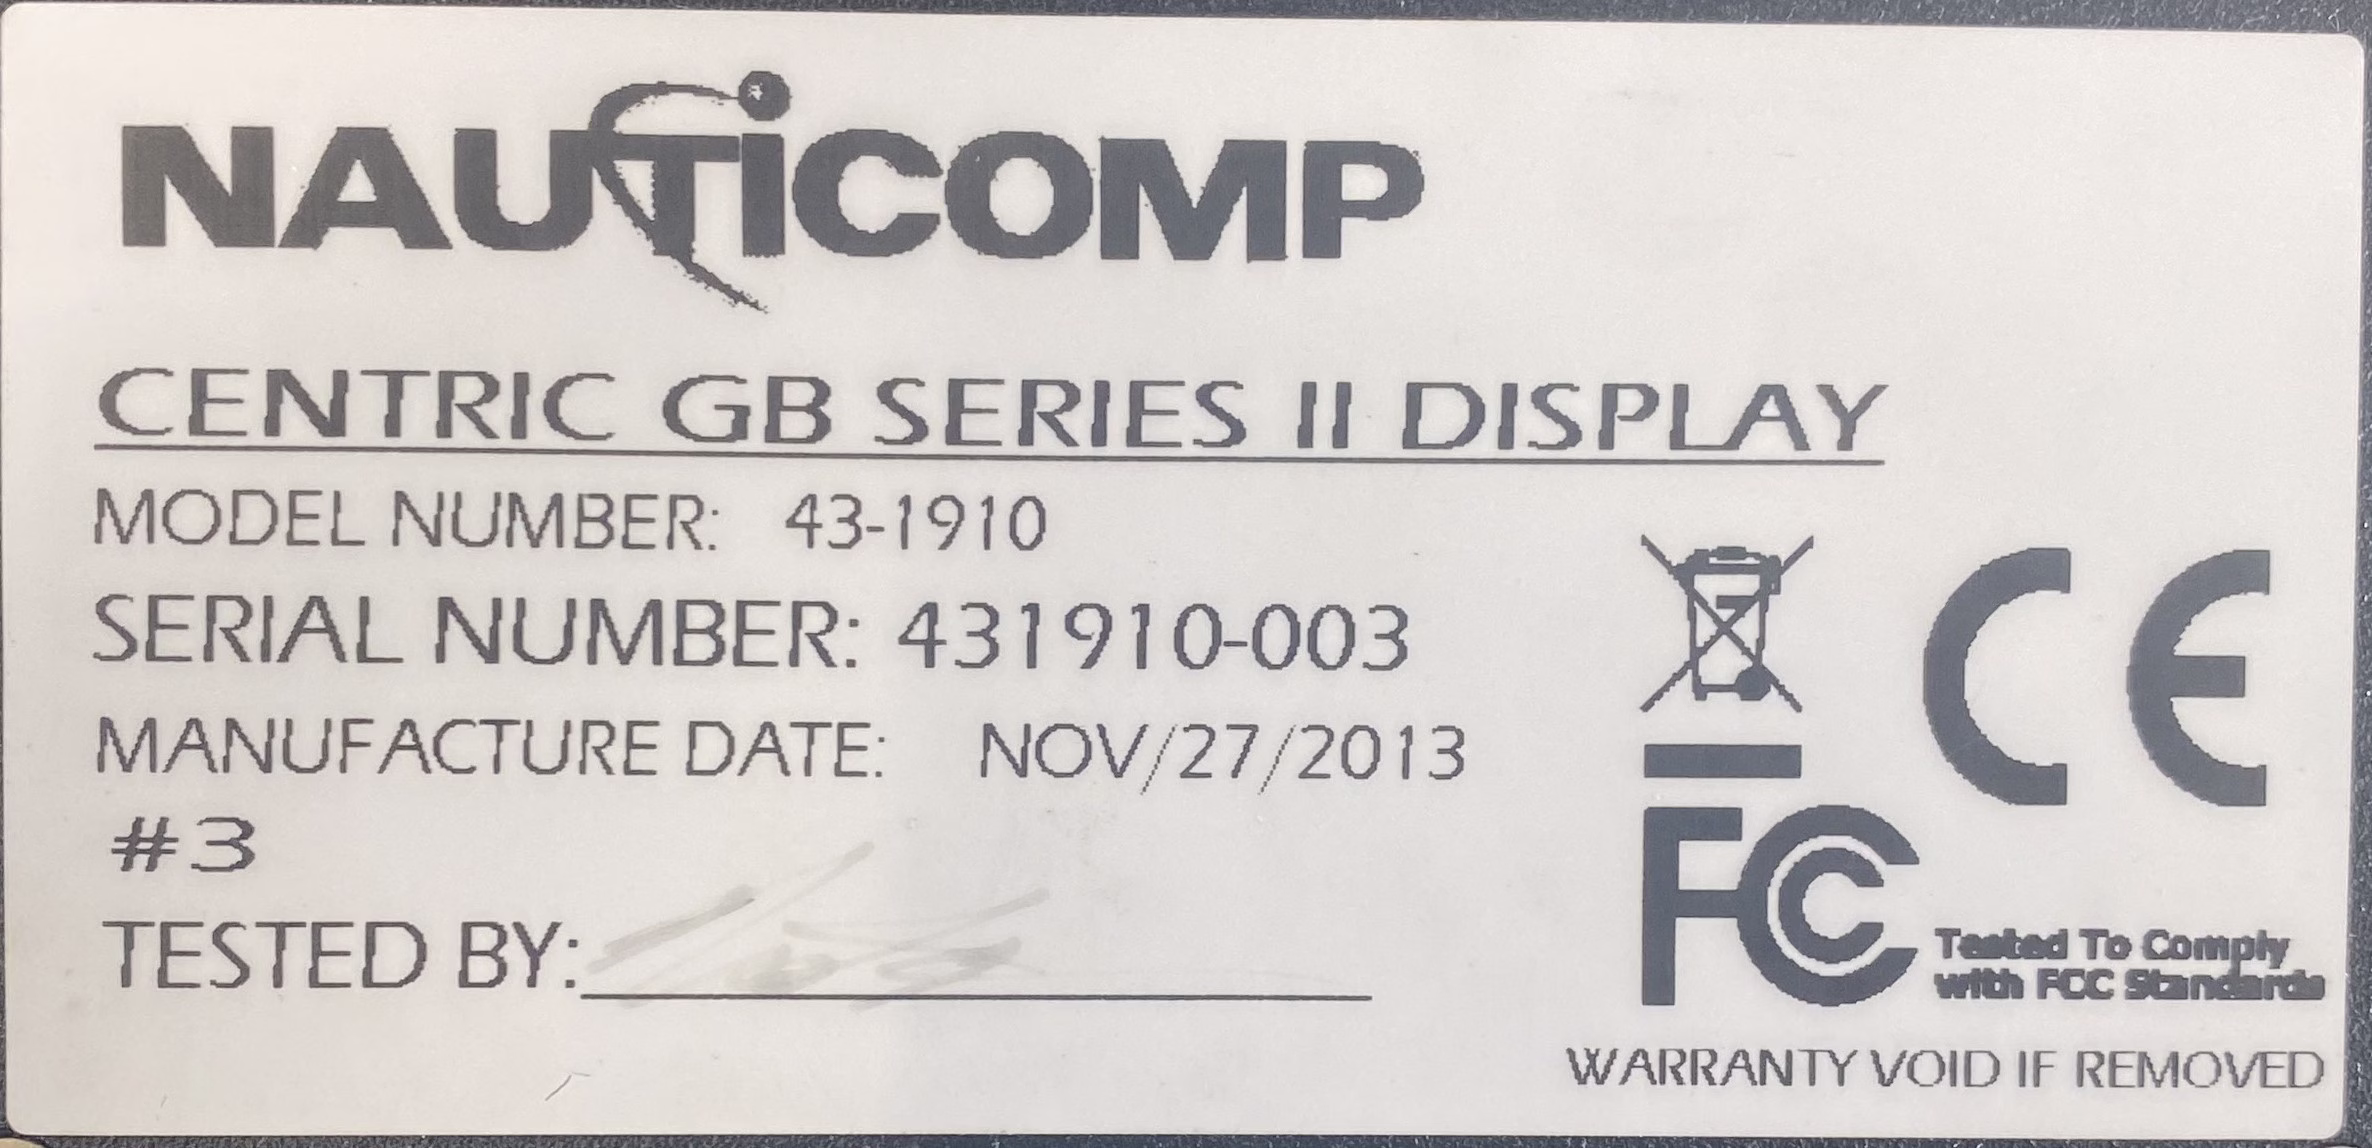 NAUTICOMP
CENTRIC GB SERIES II DISPLAY
MODEL NUMBER: 43-1910
SERIAL NUMBER: 431910-003
MANUFACTURE DATE: NOV/27/2013
#3
TESTED BY:
CE
FC
Tested To Comply
with FCC Standards
WARRANTY VOID IF REMOVED